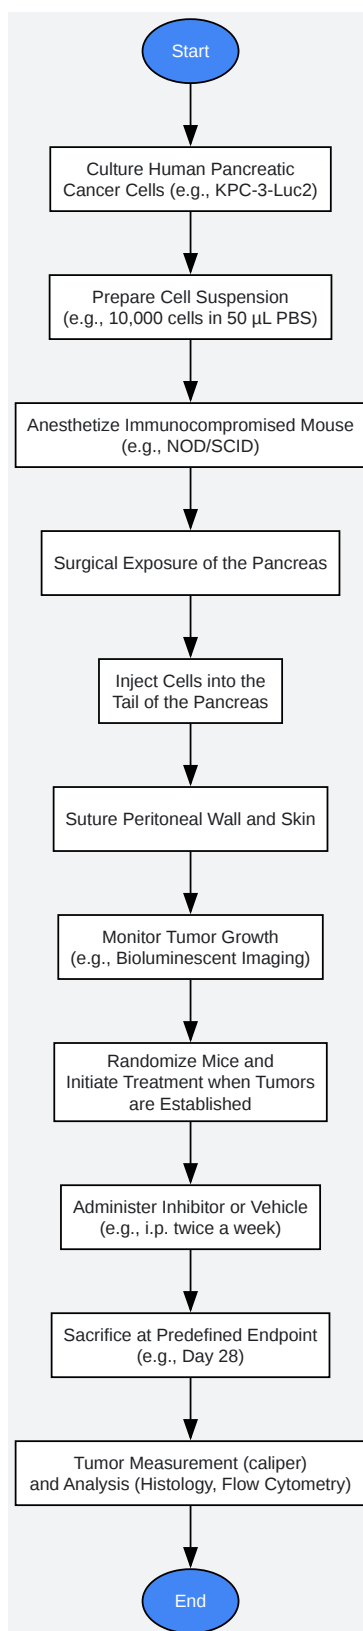 Start
Culture Human Pancreatic
Cancer Cells (e.g., KPC-3-Luc2)
Prepare Cell Suspension
(e.g., 10,000 cells in 50 µL PBS)
Anesthetize Immunocompromised Mouse
(e.g., NOD/SCID)
Surgical Exposure of the Pancreas
Inject Cells into the
Tail of the Pancreas
Suture Peritoneal Wall and Skin
Monitor Tumor Growth
(e.g., Bioluminescent Imaging)
Randomize Mice and
Initiate Treatment when Tumors
are Established
Administer Inhibitor or Vehicle
(e.g., i.p. twice a week)
Sacrifice at Predefined Endpoint
(e.g., Day 28)
Tumor Measurement (caliper)
and Analysis (Histology, Flow Cytometry)
End